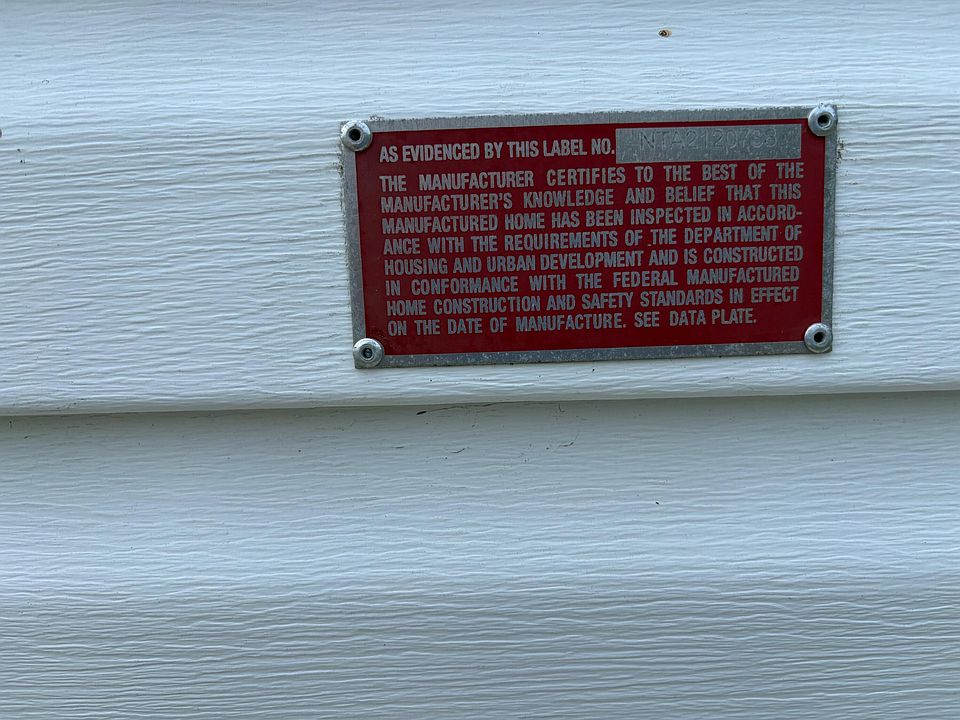 AS EVIDENCED BY THIS LABEL NO.
THE MANUFACTURER CERTIFIES TO THE BEST OF THE
MANUFACTURER'S KNOWLEDGE AND BELIEF THAT THIS
MANUFACTURED HOME HAS BEEN INSPECTED IN ACCORD-
ANCE WITH THE REQUIREMENTS OF THE DEPARTMENT OF
HOUSING AND URBAN DEVELOPMENT AND IS CONSTRUCTED
IN CONFORMANCE WITH THE FEDERAL MANUFACTURED
HOME CONSTRUCTION AND SAFETY STANDARDS IN EFFECT
ON THE DATE OF MANUFACTURE. SEE DATA PLATE.